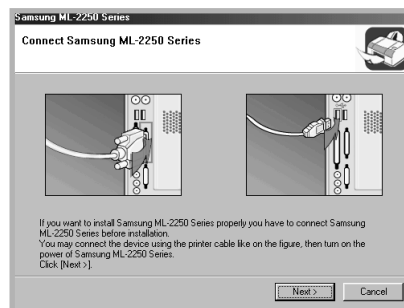 Samsung ML-2250 Series
Connect Samsung ML-2250 Series
If you want to install Samsung ML-2250 Series properly you have to connect Samsung
ML-2250 Series before installation.
You may connect the device using the printer cable like on the figure, then turn on the
power of Samsung ML-2250 Series.
Click [Next >].
Next > Cancel